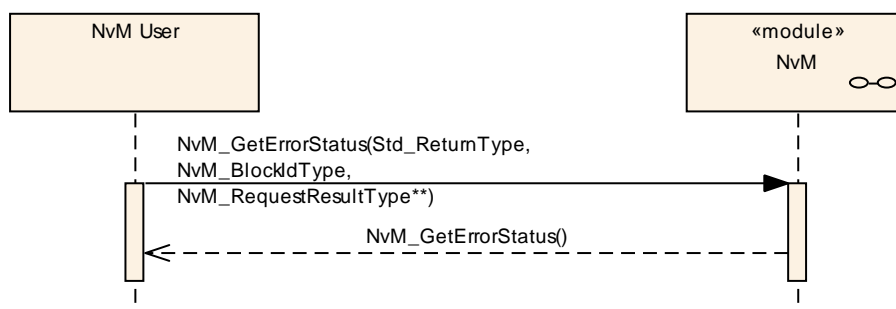 NvM User
«module»
NvM
NvM_GetErrorStatus(Std_ReturnType,
NvM_BlockIdType,
NvM_RequestResultType**)
NvM_GetErrorStatus()